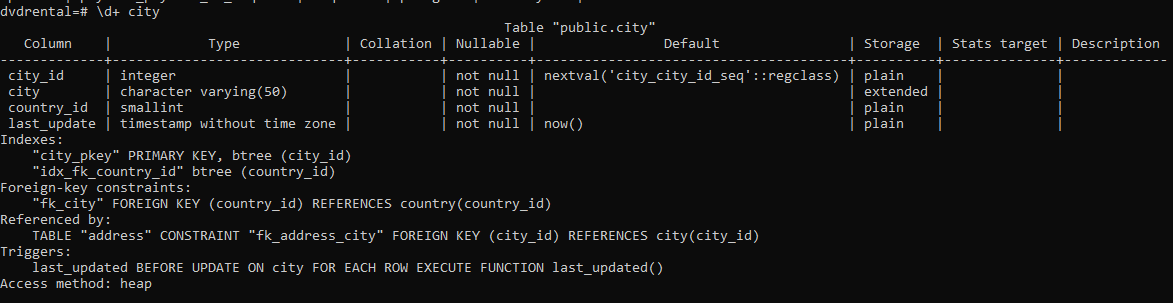 dvdrental=# \d+ city
                                                               Table "public.city"
   Column    |            Type             | Collation | Nullable |                Default                 | Storage  | Stats target | Description
-------------+-----------------------------+-----------+----------+----------------------------------------+----------+--------------+-------------
 city_id     | integer                     |           | not null | nextval('city_city_id_seq'::regclass) | plain    |              |
 city        | character varying(50)       |           | not null |                                        | extended |              |
 country_id  | smallint                    |           | not null |                                        | plain    |              |
 last_update | timestamp without time zone |           | not null | now()                                  | plain    |              |
Indexes:
    "city_pkey" PRIMARY KEY, btree (city_id)
    "idx_fk_country_id" btree (country_id)
Foreign-key constraints:
    "fk_city" FOREIGN KEY (country_id) REFERENCES country(country_id)
Referenced by:
    TABLE "address" CONSTRAINT "fk_address_city" FOREIGN KEY (city_id) REFERENCES city(city_id)
Triggers:
    last_updated BEFORE UPDATE ON city FOR EACH ROW EXECUTE FUNCTION last_updated()
Access method: heap